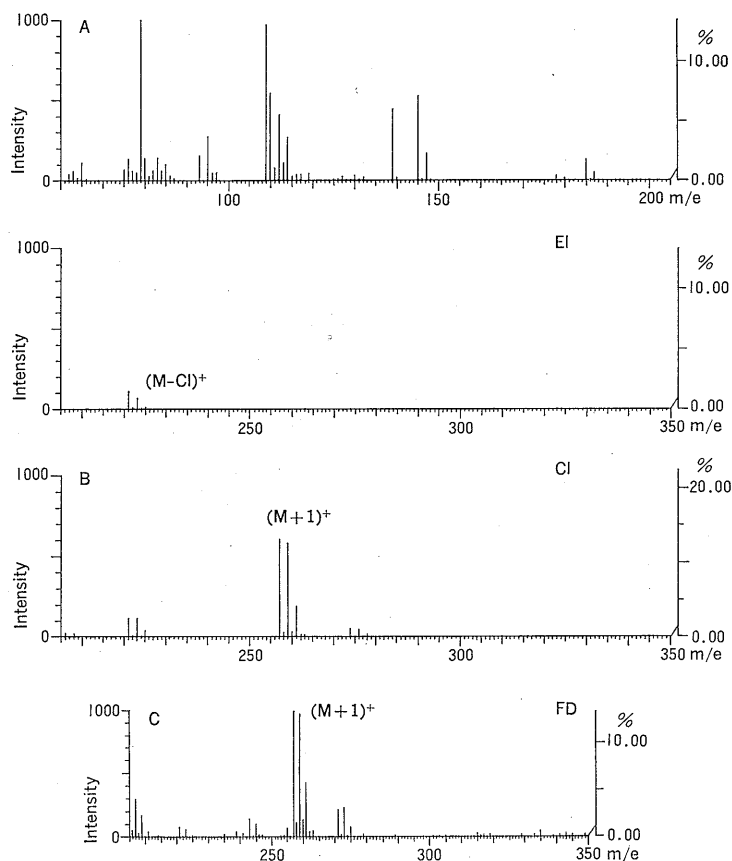 A
1000
Intensity
0
%
10.00
0.00
100 150 200 m/e
EI
1000
Intensity
0
(M-Cl)+
%
10.00
0.00
250 300 350 m/e
B
CI
1000
Intensity
0
(M+1)+
%
20.00
0.00
250 300 350 m/e
C
FD
1000
Intensity
0
(M+1)+
%
10.00
0.00
250 300 350 m/e